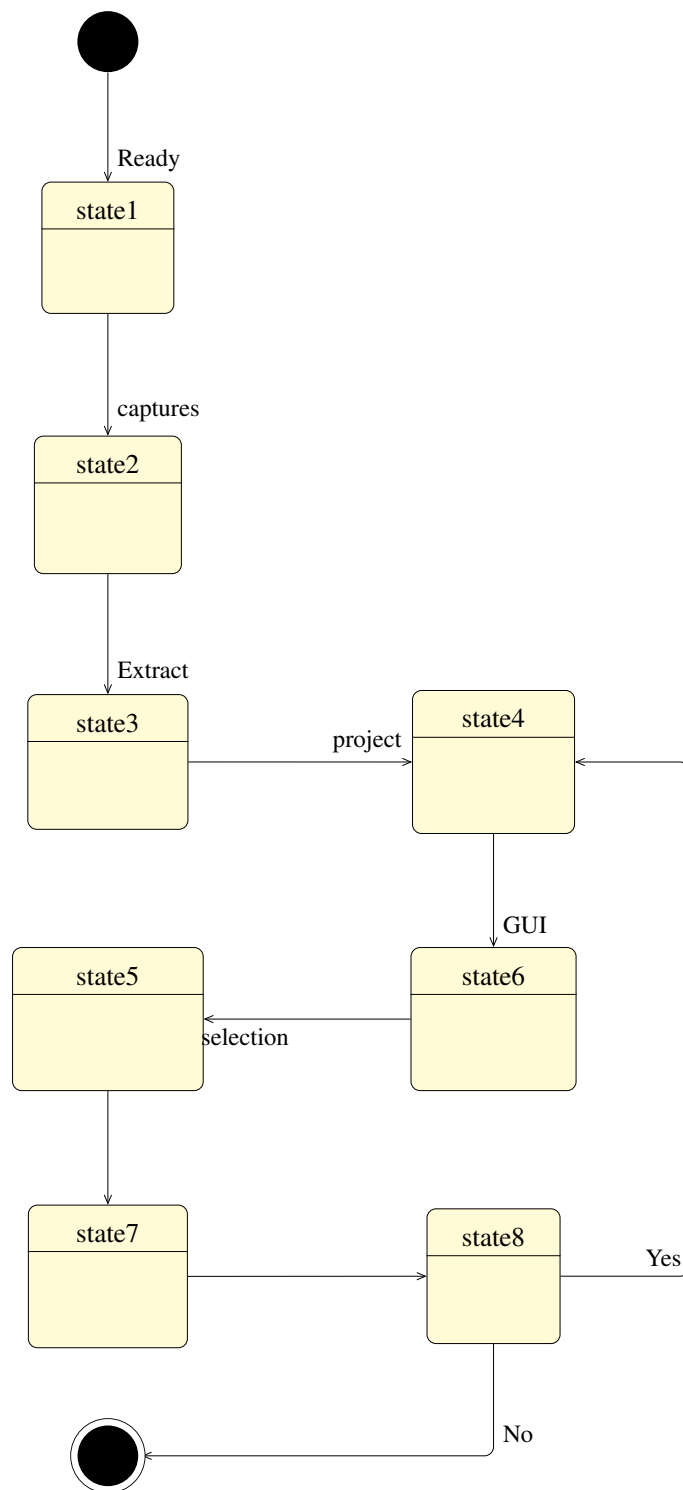 Ready
state1
captures
state2
Extract
state3
project
state4
GUI
state5
state6
selection
state7
state8
Yes
No